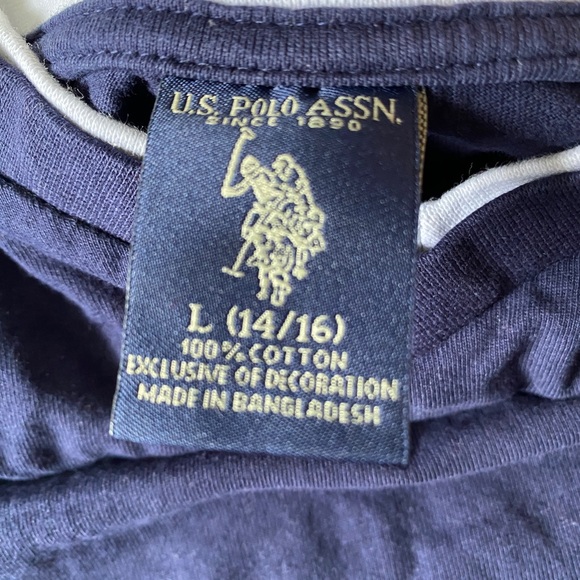 U.S. POLO ASSN.
SINCE 1890
L (14/16)
100% COTTON
EXCLUSIVE OF DECORATION
MADE IN BANGLADESH